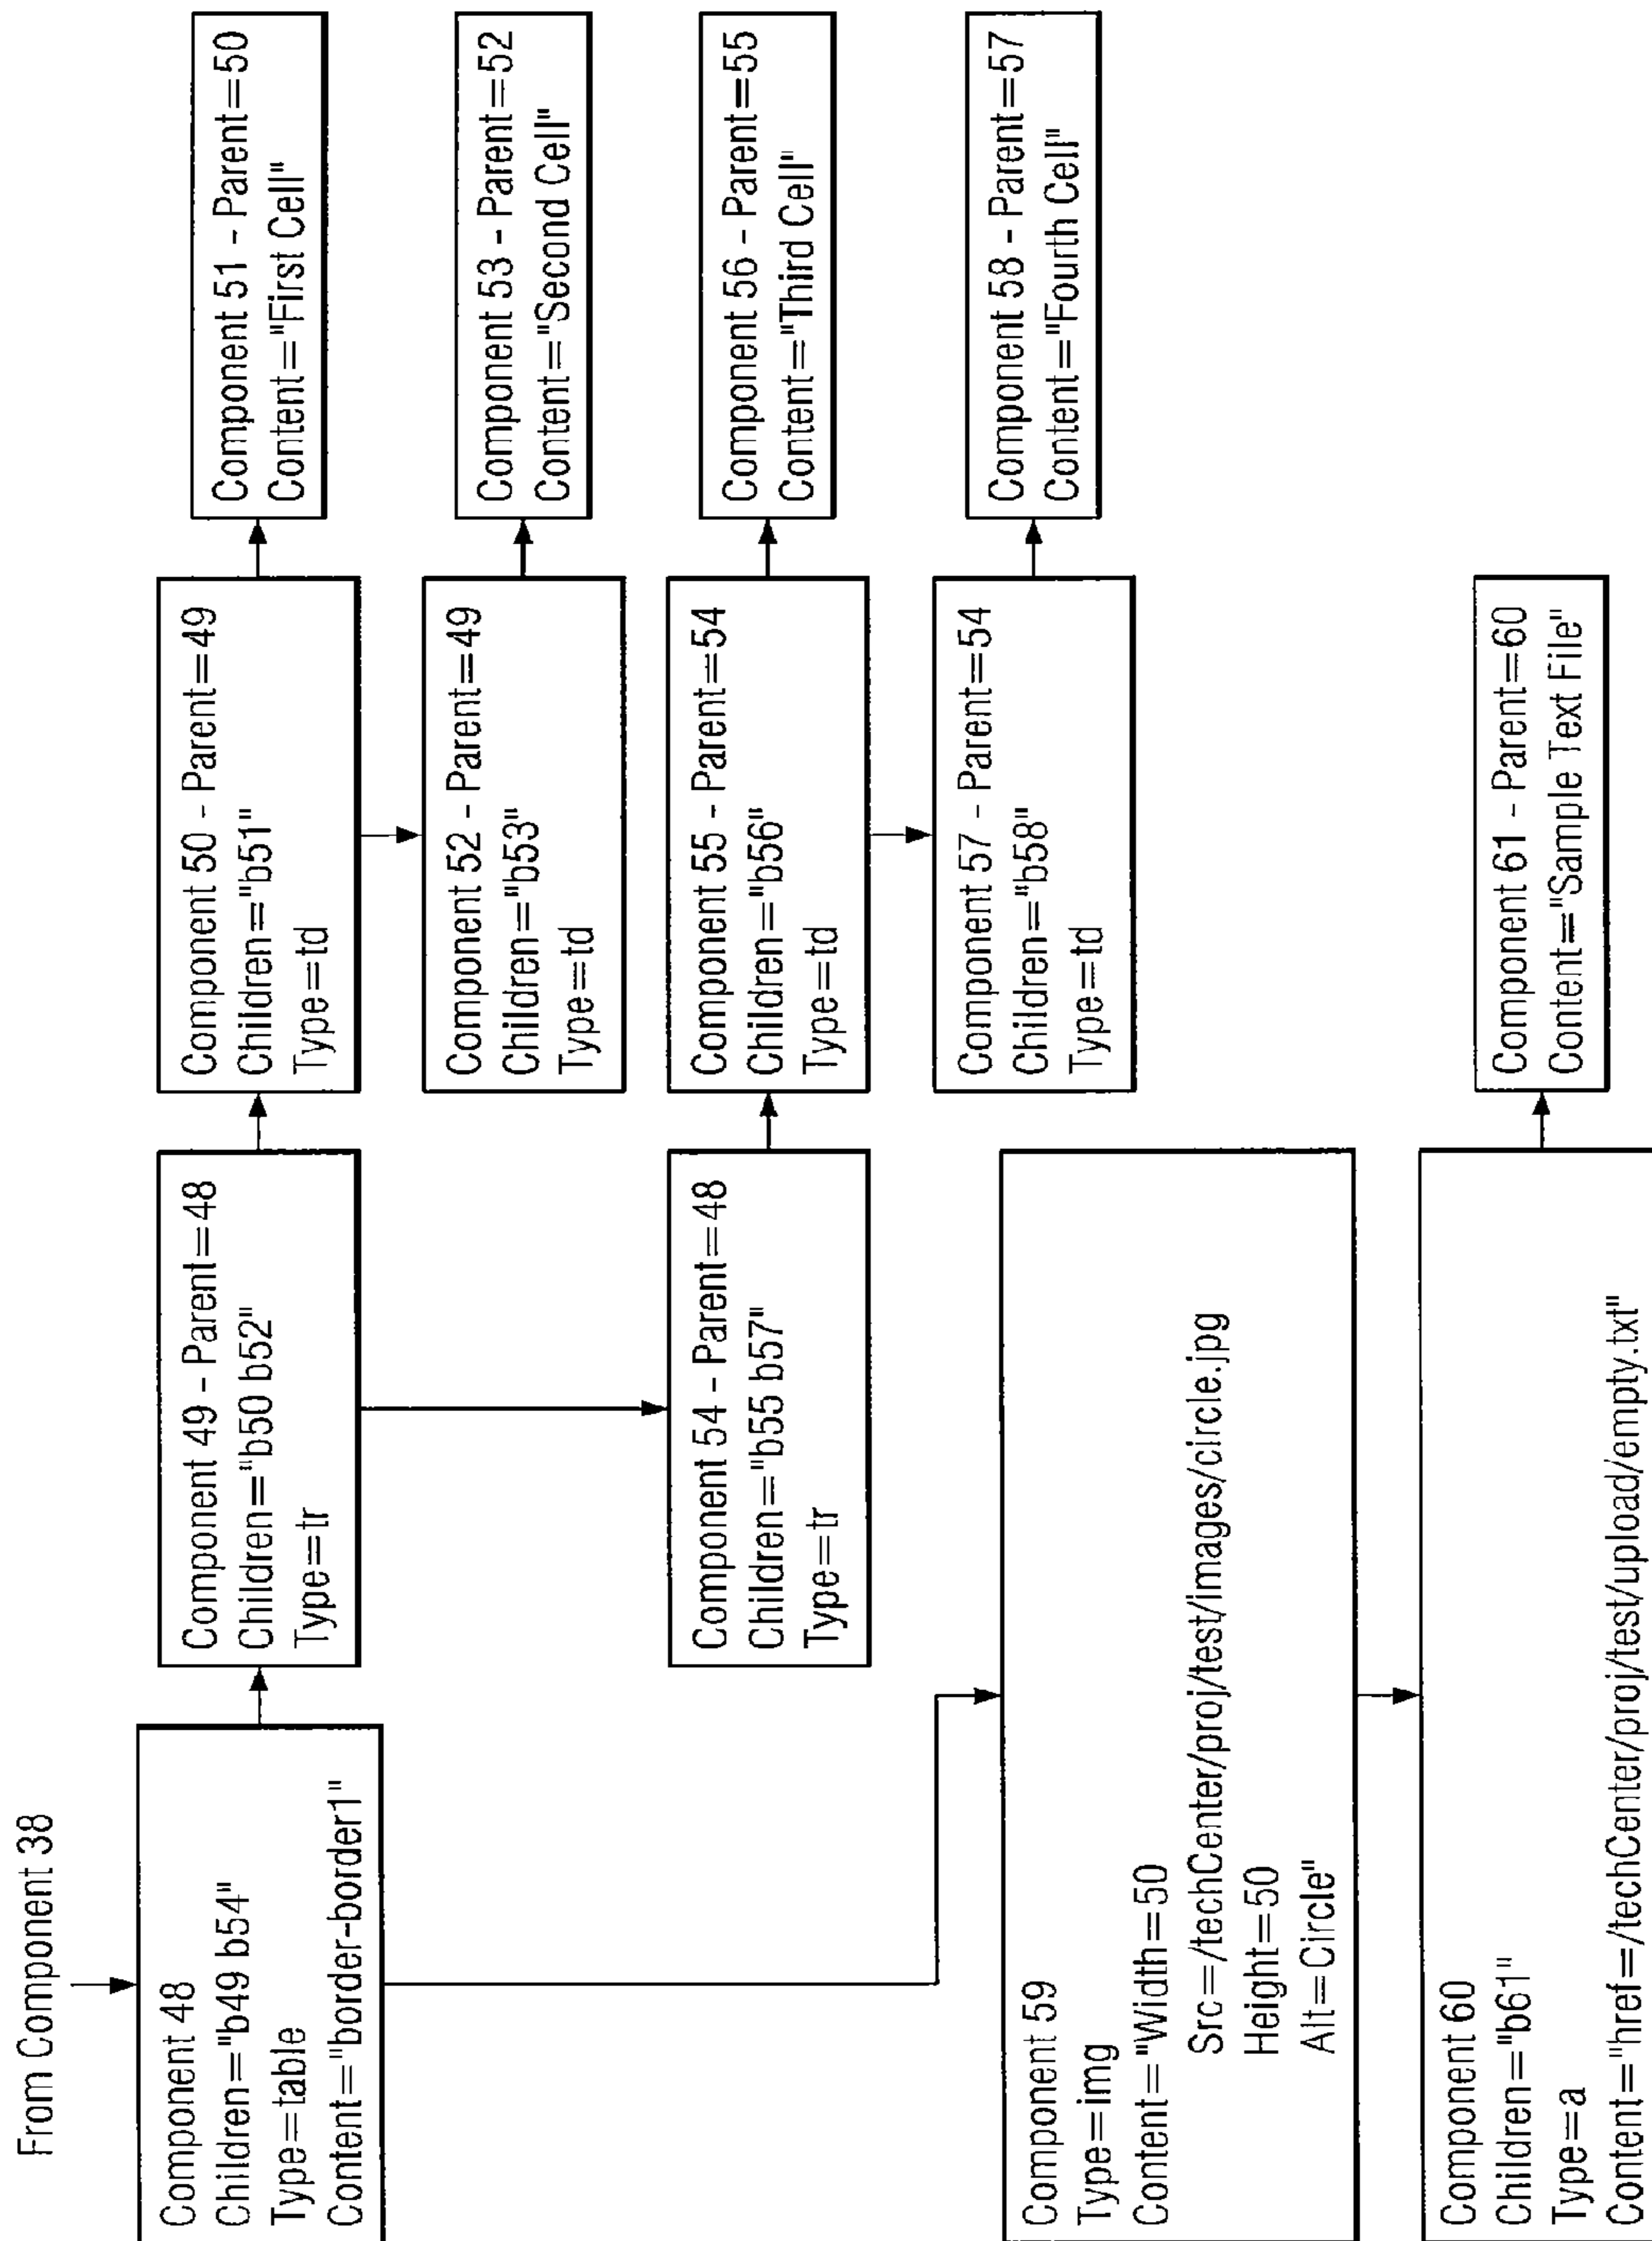 From Component 38
Component 48
Children="b49 b54"
Type=table
Content="border-border1"
Component 49 - Parent=48
Children="b50 b52"
Type=tr
Component 50 - Parent=49
Children="b51"
Type=td
Component 51 - Parent=50
Content="First Cell"
Component 52 - Parent=49
Children="b53"
Type=td
Component 53 - Parent=52
Content="Second Cell"
Component 54 - Parent=48
Children="b55 b57"
Type=tr
Component 55 - Parent=54
Children="b56"
Type=td
Component 56 - Parent=55
Content="Third Cell"
Component 57 - Parent=54
Children="b58"
Type=td
Component 58 - Parent=57
Content="Fourth Cell"
Component 59
Type=img
Content="Width=50
Src=/techCenter/proj/test/images/circle.jpg
Height=50
Alt=Circle"
Component 60
Children="b61"
Type=a
Content="href=/techCenter/proj/test/upload/empty.txt"
Component 61 - Parent=60
Content="Sample Text File"